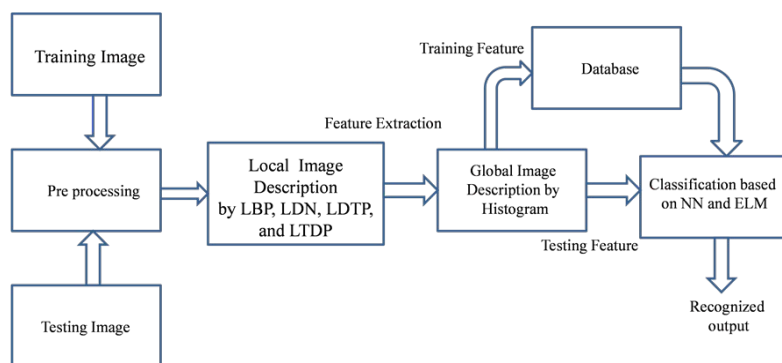 Training Image
Pre processing
Testing Image
Local Image
Description
by LBP, LDN, LDTP,
and LTDP
Feature Extraction
Global Image
Description by
Histogram
Training Feature
Database
Testing Feature
Classification based
on NN and ELM
Recognized
output